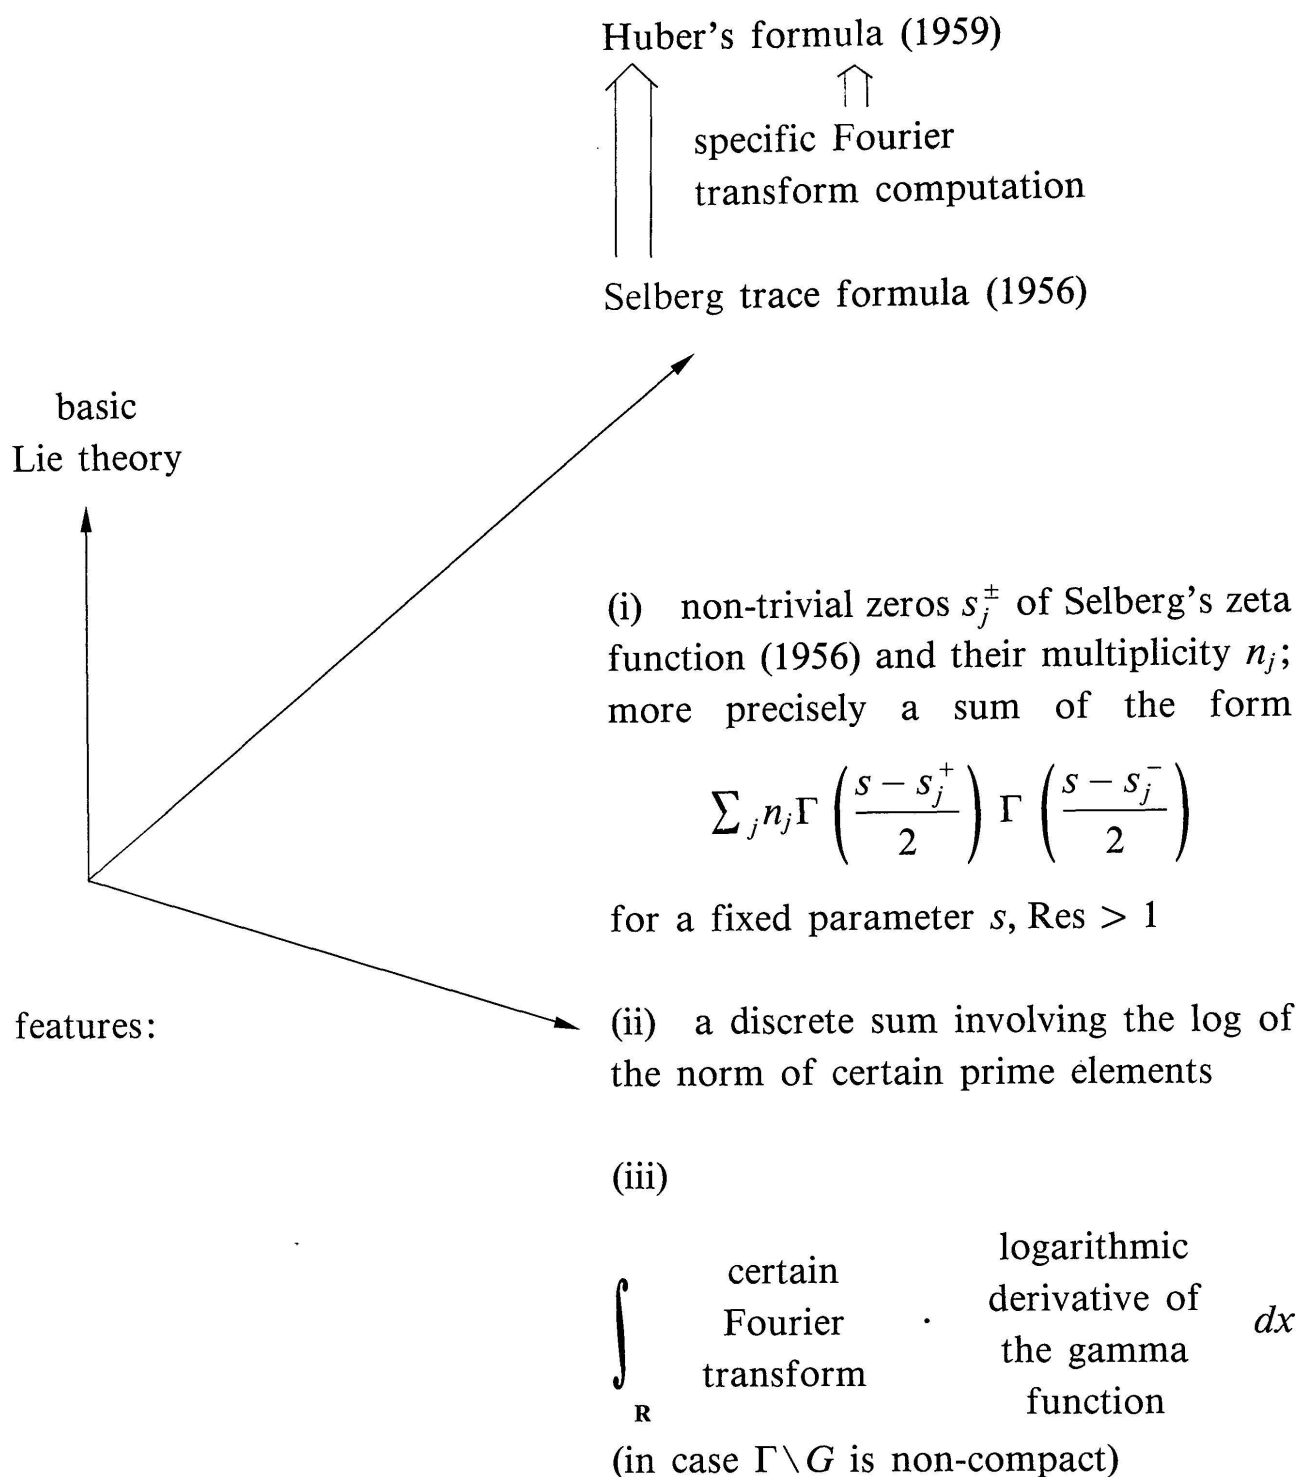 Huber's formula (1959)
specific Fourier
transform computation
Selberg trace formula (1956)
basic
Lie theory
(i) non-trivial zeros $s_j^{\pm}$ of Selberg's zeta
function (1956) and their multiplicity $n_j$;
more precisely a sum of the form
$\sum_j n_j \Gamma \left( \frac{s - s_j^+}{2} \right) \Gamma \left( \frac{s - s_j^-}{2} \right)$
for a fixed parameter $s$, Res > 1
features:
(ii) a discrete sum involving the log of
the norm of certain prime elements
(iii)
$\int_{\mathbf{R}}$
certain
Fourier
transform
·
logarithmic
derivative of
the gamma
function
$dx$
(in case Γ\G is non-compact)